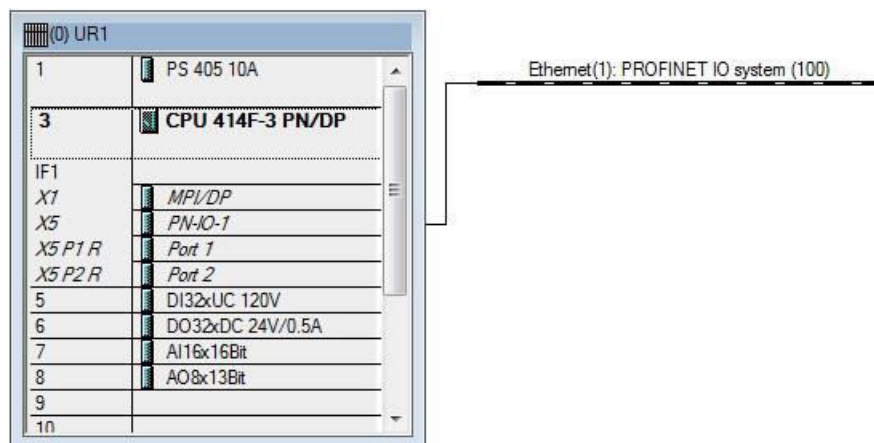 (0) UR1
1 PS 405 10A
Ethernet(1): PROFINET IO system (100)
3 CPU 414F-3 PN/DP
IF1
X1 MPI/DP
X5 PN-IO-1
X5 P1 R Port 1
X5 P2 R Port 2
5 DI32xUC 120V
6 DO32xDC 24V/0.5A
7 AI16x16Bit
8 AO8x13Bit
9
10